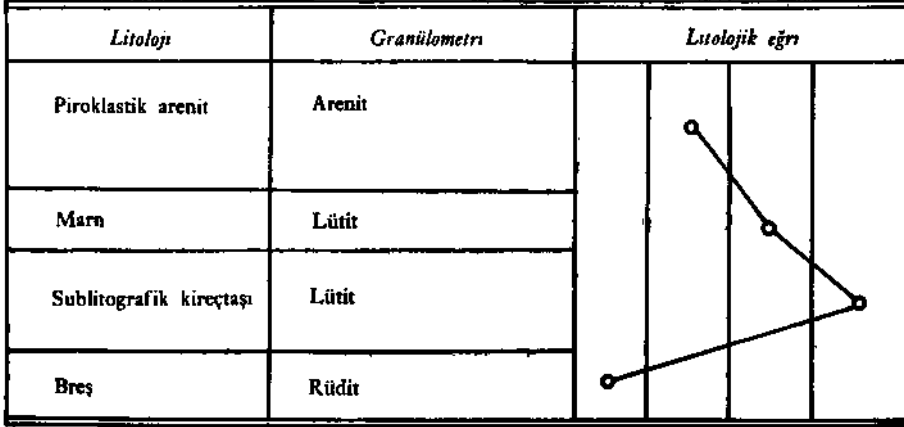 Litoloji Granülometri Litolojik eğri
Piroklastik arenit Arenit
Marn Lütit
Sublitografik kireçtaşı Lütit
Breş Rüdit